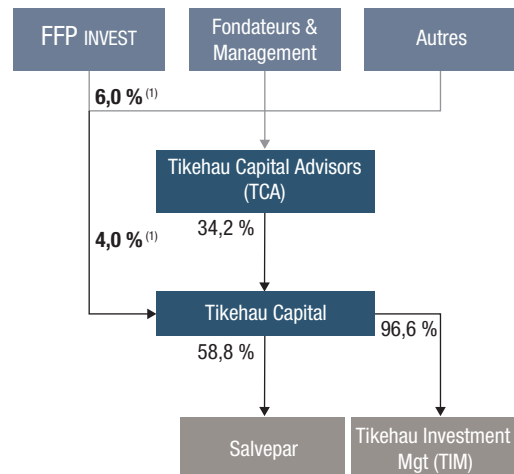 FFP INVEST
Fondateurs &
Management
Autres
6,0 % (1)
Tikehau Capital Advisors
(TCA)
34,2 %
4,0 % (1)
Tikehau Capital
58,8 %
96,6 %
Salvepar
Tikehau Investment
Mgt (TIM)